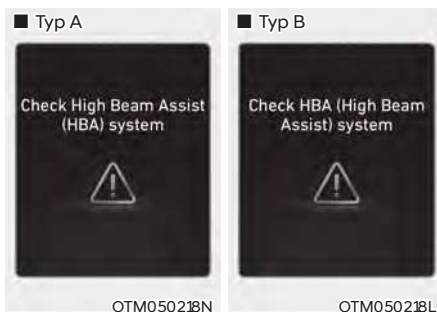 ■ Typ A
Check High Beam Assist
(HBA) system
OTM050218N
■ Typ B
Check HBA (High Beam
Assist) system
OTM050218L